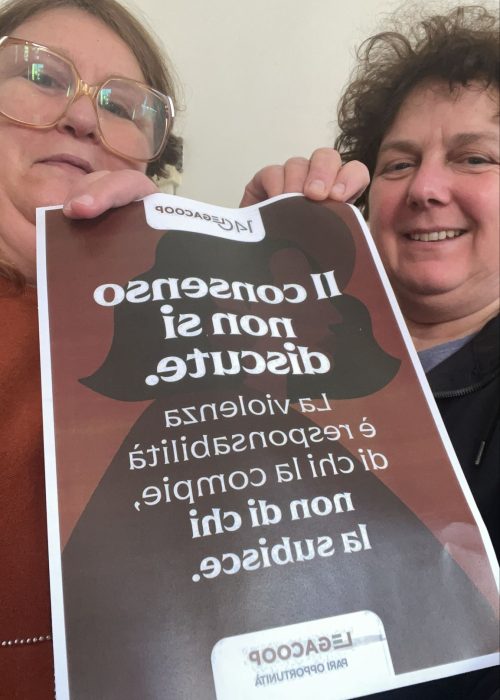 140 LEGACOOP
Il consenso
non si
discute.
La violenza
è responsabilità
di chi la compie,
non di chi
la subisce.
LEGACOOP
PARI OPPORTUNITÀ